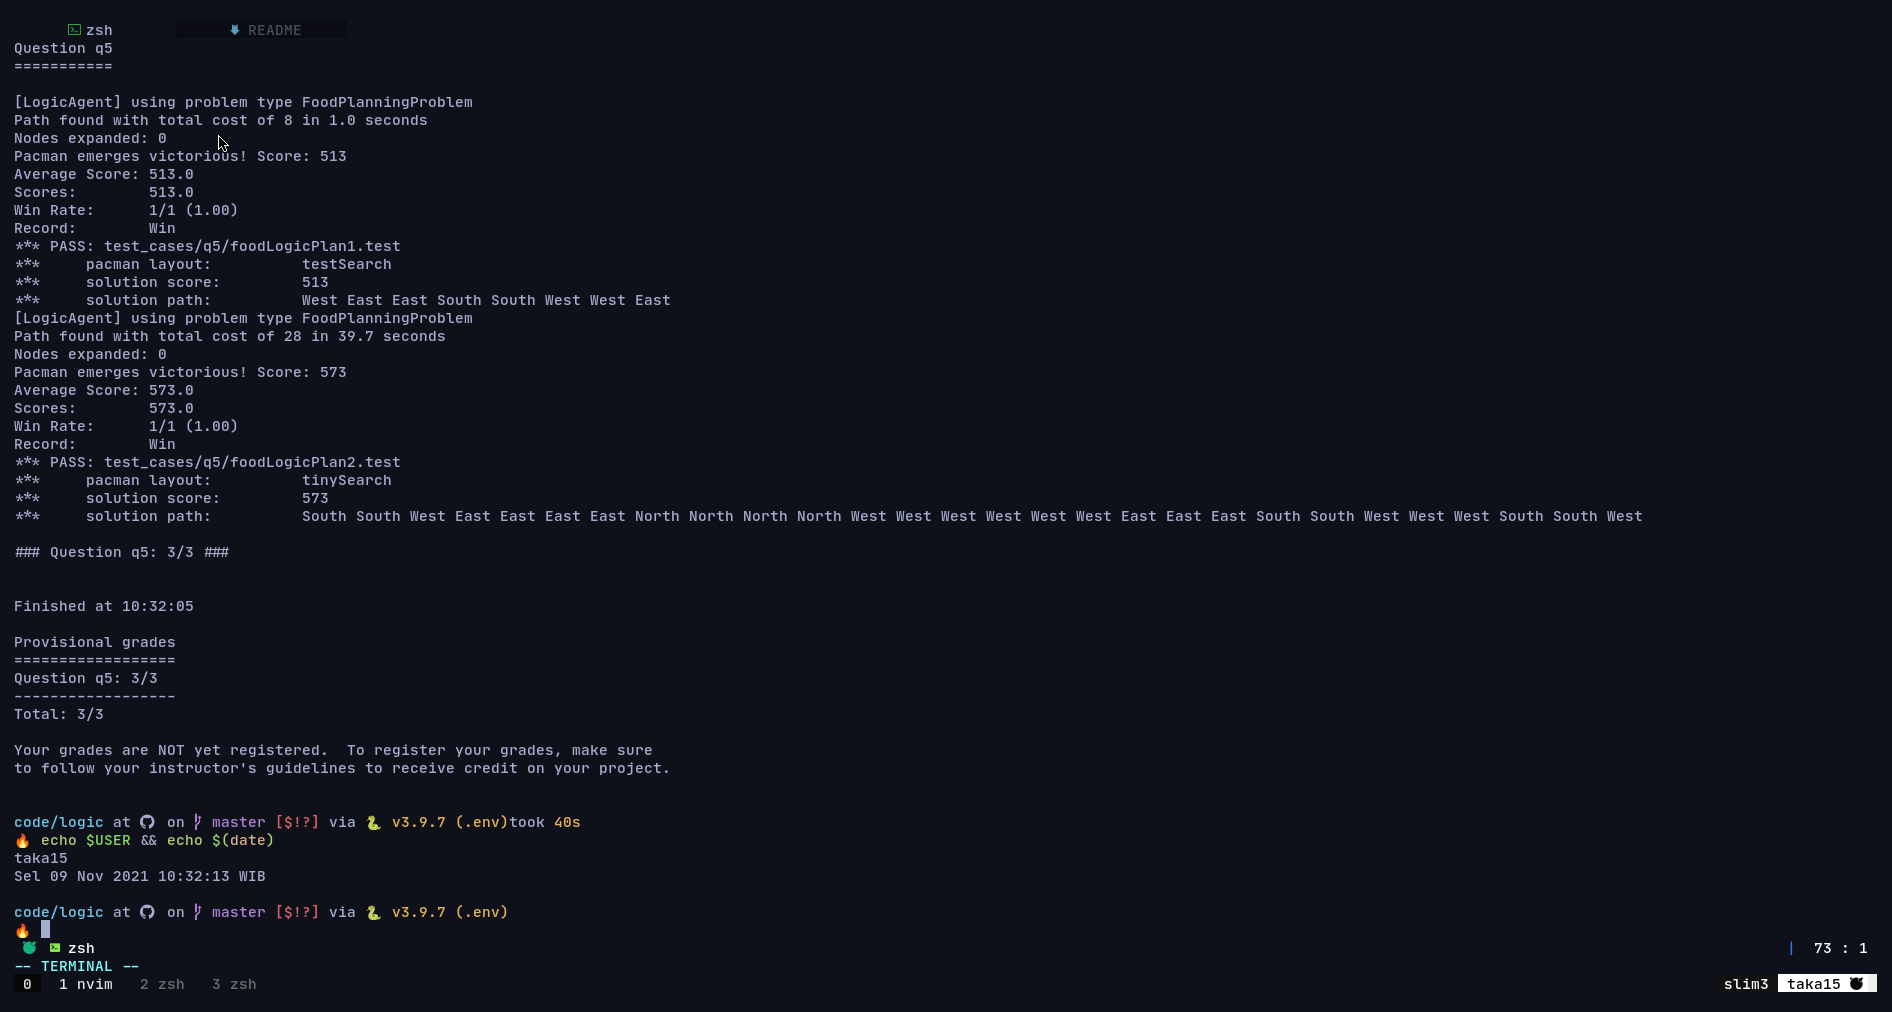 zsh README
Question q5
===========
[LogicAgent] using problem type FoodPlanningProblem
Path found with total cost of 8 in 1.0 seconds
Nodes expanded: 0
Pacman emerges victorious! Score: 513
Average Score: 513.0
Scores:        513.0
Win Rate:      1/1 (1.00)
Record:        Win
*** PASS: test_cases/q5/foodLogicPlan1.test
***     pacman layout:          testSearch
***     solution score:         513
***     solution path:          West East East South South West West East
[LogicAgent] using problem type FoodPlanningProblem
Path found with total cost of 28 in 39.7 seconds
Nodes expanded: 0
Pacman emerges victorious! Score: 573
Average Score: 573.0
Scores:        573.0
Win Rate:      1/1 (1.00)
Record:        Win
*** PASS: test_cases/q5/foodLogicPlan2.test
***     pacman layout:          tinySearch
***     solution score:         573
***     solution path:          South South West East East East East North North North North West West West West West West East East East South South West West West South South West
### Question q5: 3/3 ###
Finished at 10:32:05
Provisional grades
==================
Question q5: 3/3
------------------
Total: 3/3
Your grades are NOT yet registered.  To register your grades, make sure
to follow your instructor's guidelines to receive credit on your project.
code/logic at on master [$!?] via 🐍 v3.9.7 (.env)took 40s
🔥 echo $USER && echo $(date)
taka15
Sel 09 Nov 2021 10:32:13 WIB
code/logic at on master [$!?] via 🐍 v3.9.7 (.env)
🔥
zsh | 73 : 1
-- TERMINAL --
0 1 nvim 2 zsh 3 zsh slim3 taka15